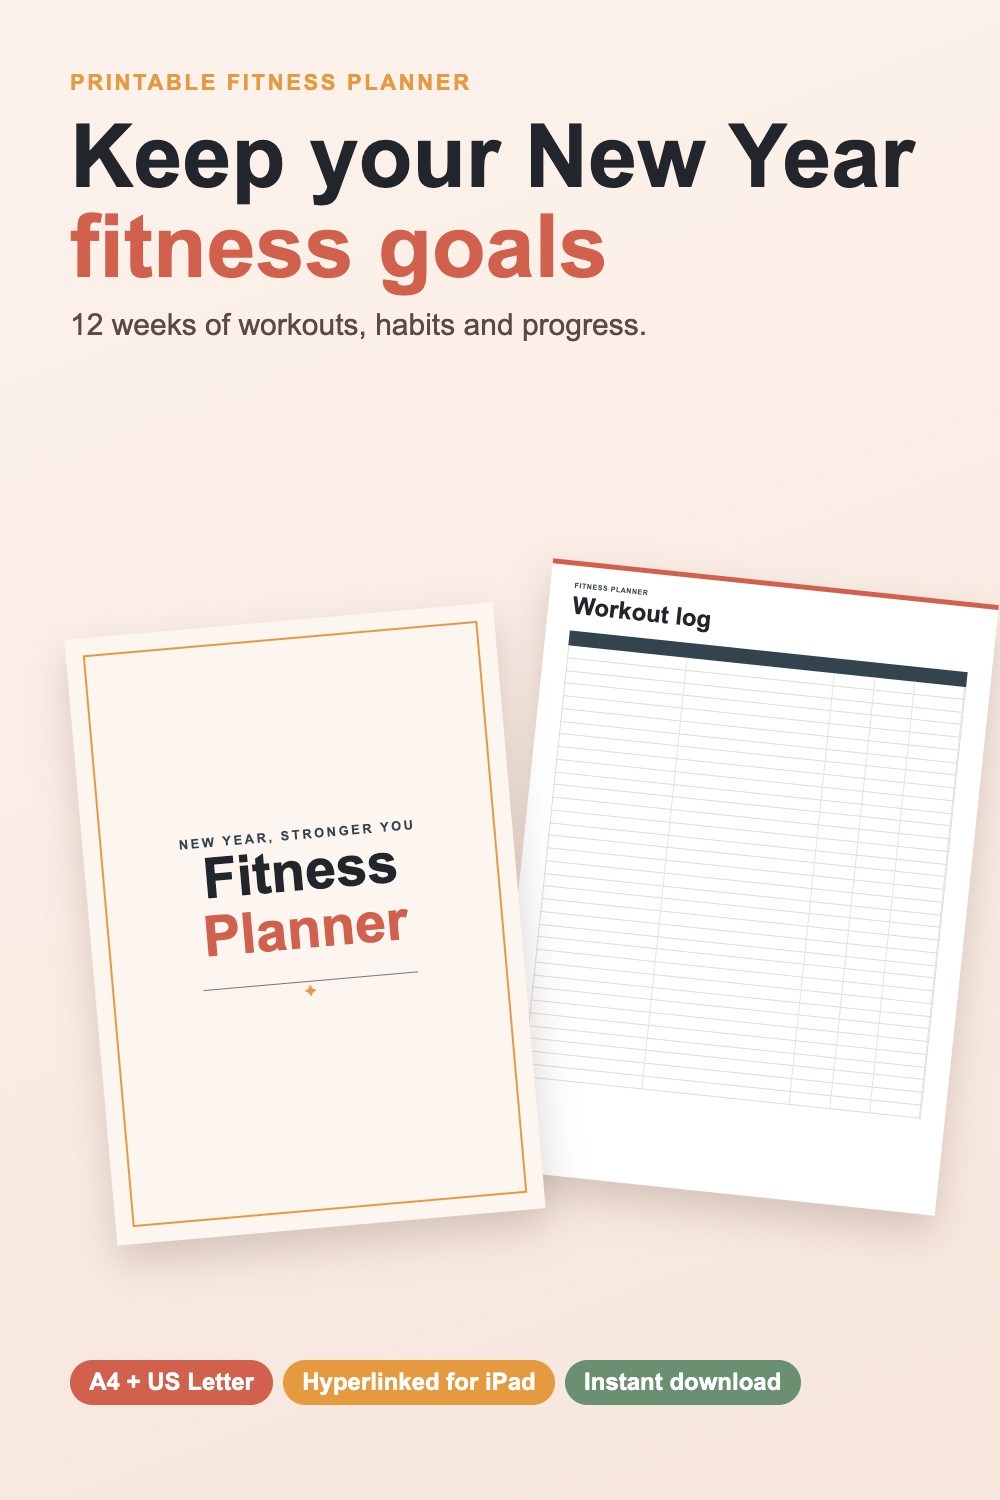 PRINTABLE FITNESS PLANNER
Keep your New Year
fitness goals
12 weeks of workouts, habits and progress.
FITNESS PLANNER
Workout log
NEW YEAR, STRONGER YOU
Fitness
Planner
A4 + US Letter
Hyperlinked for iPad
Instant download